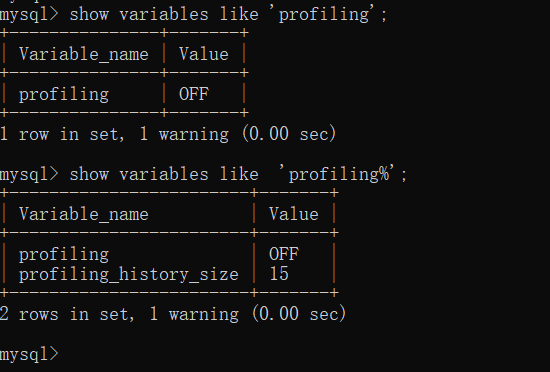 mysql> show variables like 'profiling';
+---------------+-------+
| Variable_name | Value |
+---------------+-------+
| profiling     | OFF   |
+---------------+-------+
1 row in set, 1 warning (0.00 sec)
mysql> show variables like  'profiling%';
+------------------------+-------+
| Variable_name          | Value |
+------------------------+-------+
| profiling              | OFF   |
| profiling_history_size | 15    |
+------------------------+-------+
2 rows in set, 1 warning (0.00 sec)
mysql>